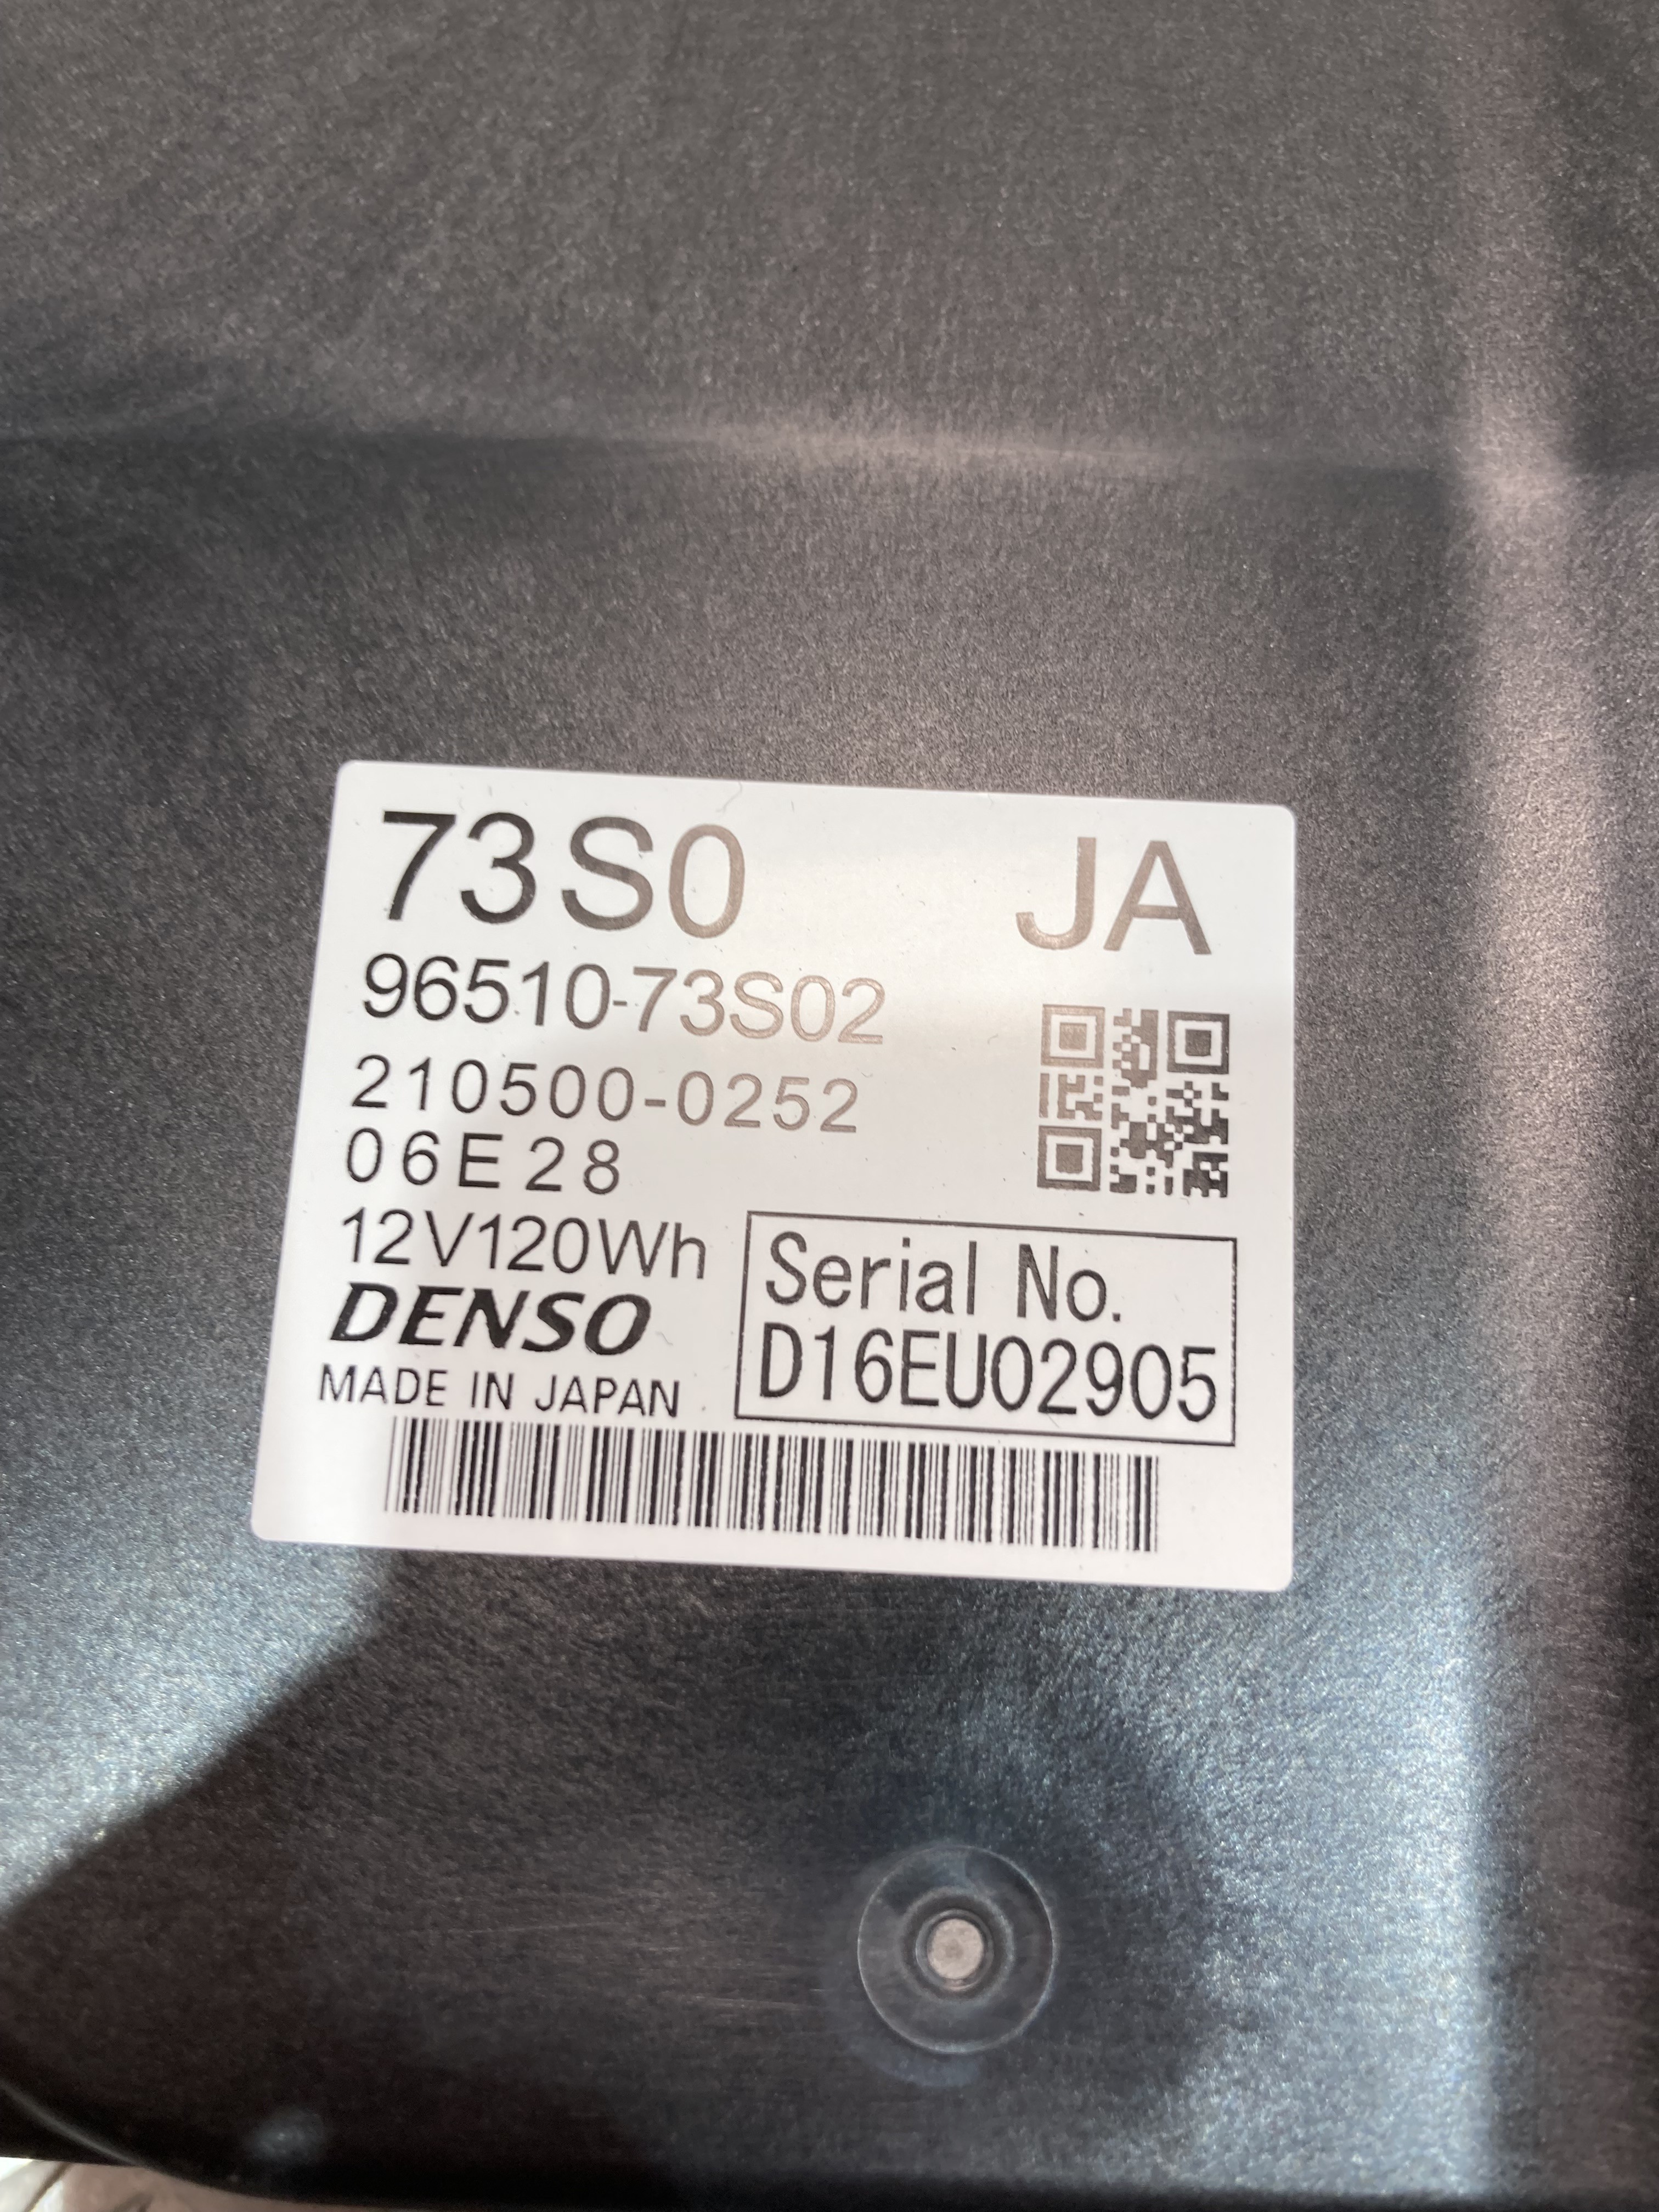 73S0 JA
96510-73S02
210500-0252
06E28
12V120Wh
DENSO
MADE IN JAPAN
Serial No.
D16EU02905